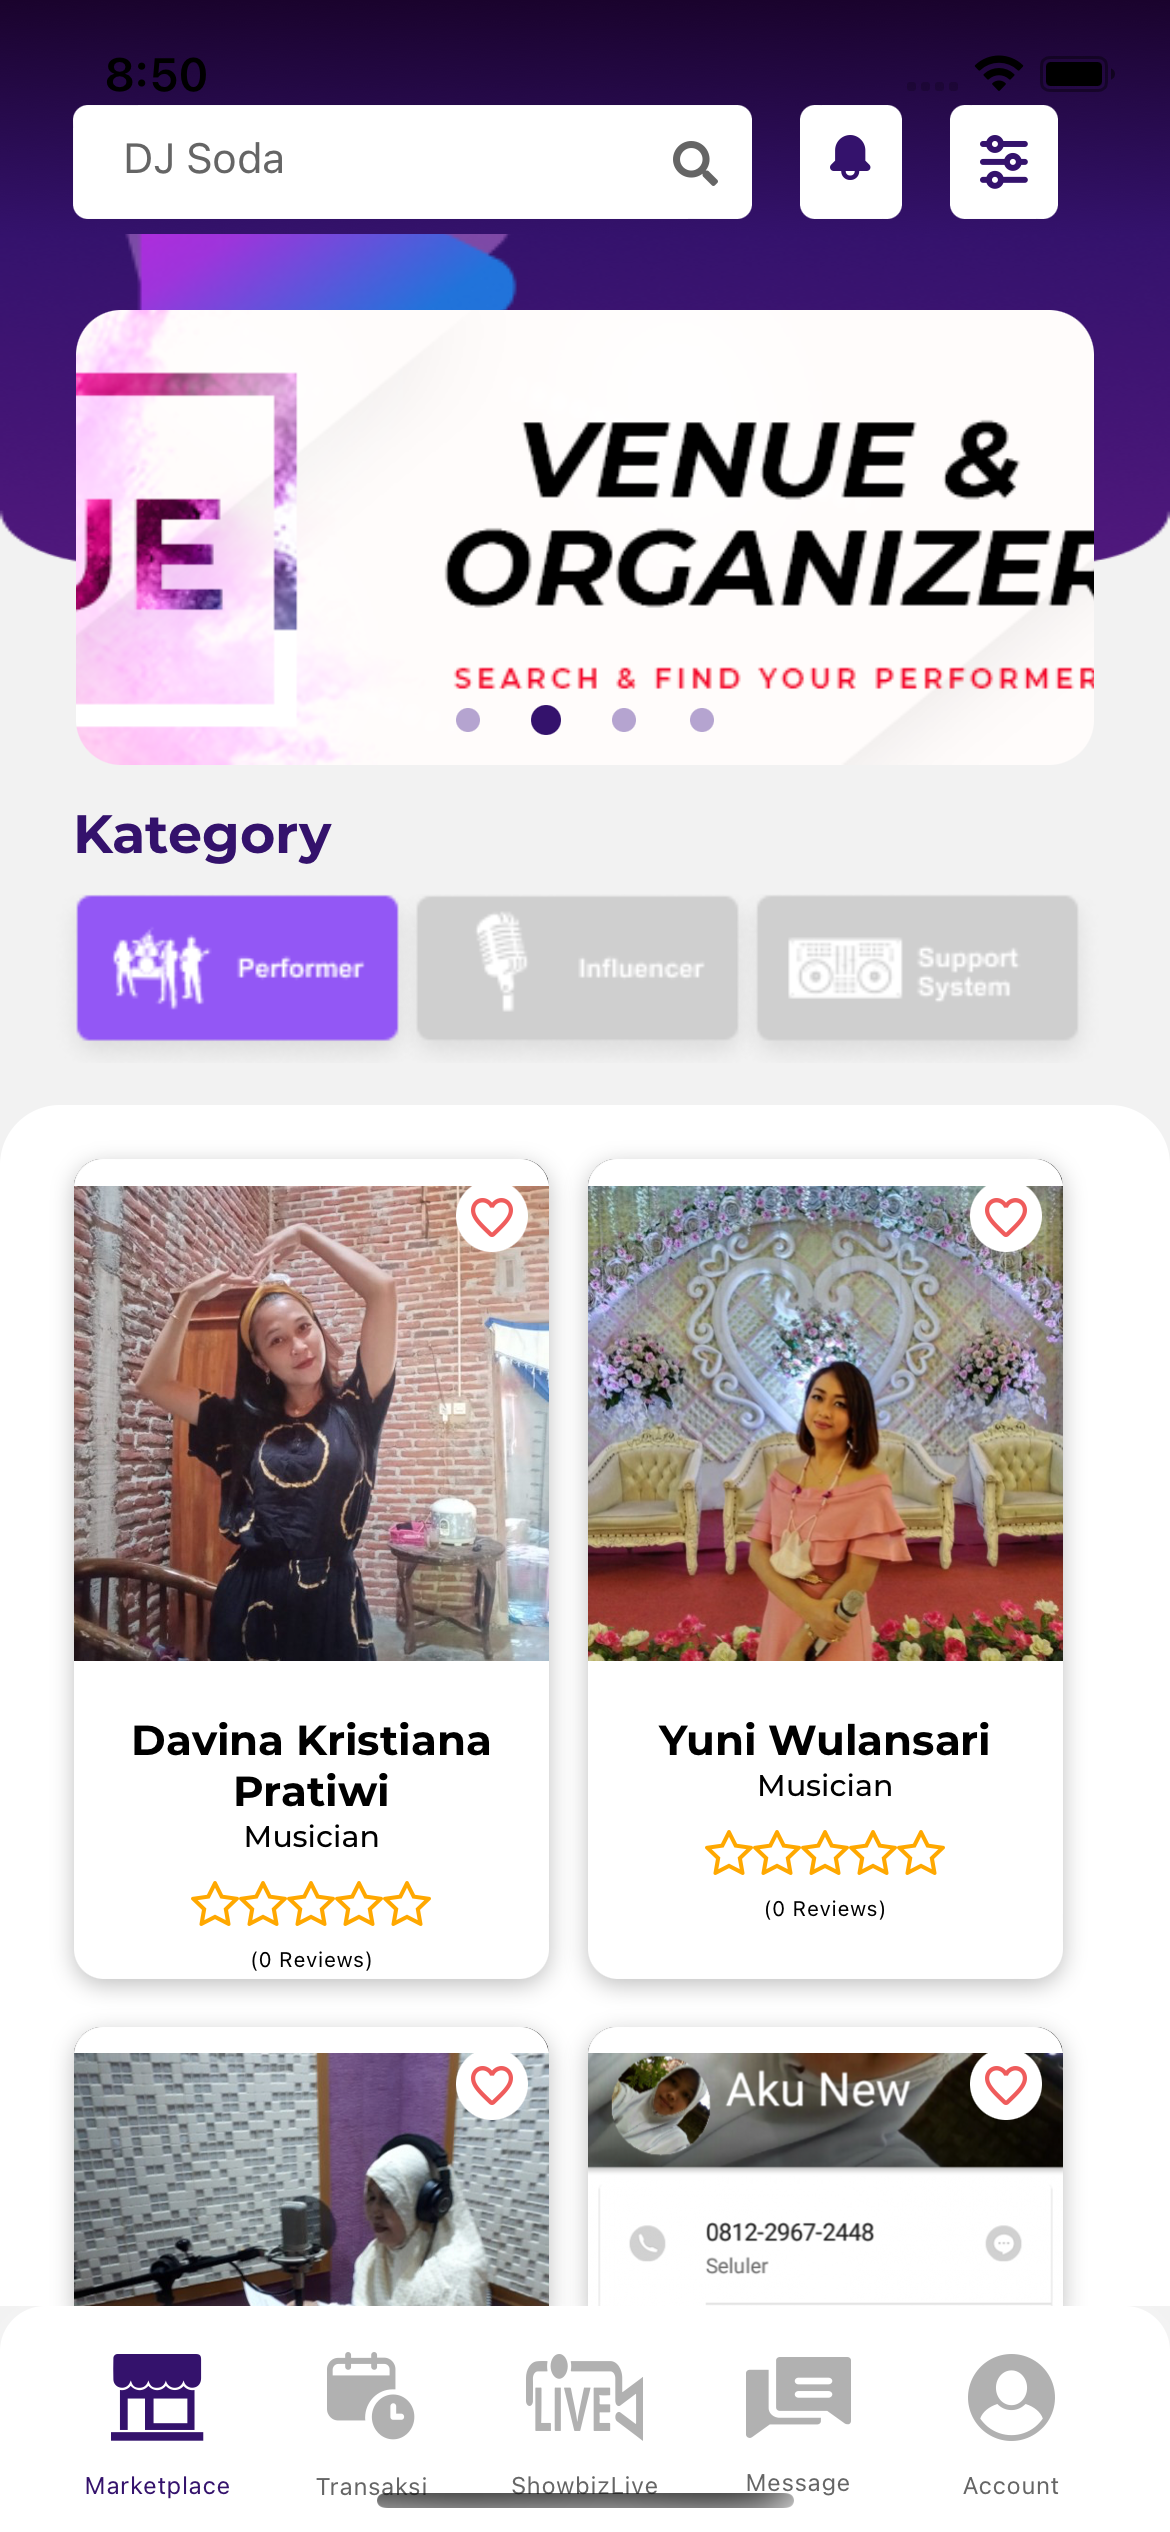 8:50
DJ Soda
UE
VENUE &
ORGANIZER
SEARCH & FIND YOUR PERFORMER
Kategory
Performer
Influencer
Support
System
Davina Kristiana
Pratiwi
Musician
(0 Reviews)
Yuni Wulansari
Musician
(0 Reviews)
Aku New
0812-2967-2448
Seluler
LIVE
Marketplace
Transaksi
ShowbizLive
Message
Account